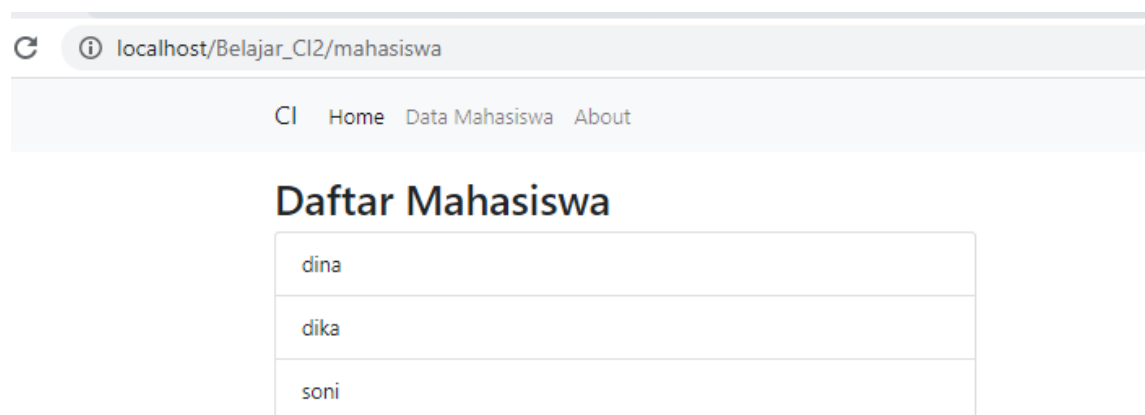 localhost/Belajar_CI2/mahasiswa
CI Home Data Mahasiswa About
Daftar Mahasiswa
dina
dika
soni